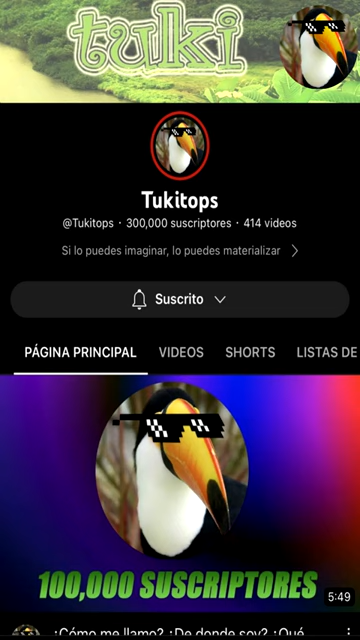 tuki
Tukitops
@Tukitops · 300,000 suscriptores · 414 videos
Si lo puedes imaginar, lo puedes materializar
Suscrito
PÁGINA PRINCIPAL VIDEOS SHORTS LISTAS DE
100,000 SUSCRIPTORES
5:49
¿Cómo me llamo? ¿De donde soy? ¿Qué